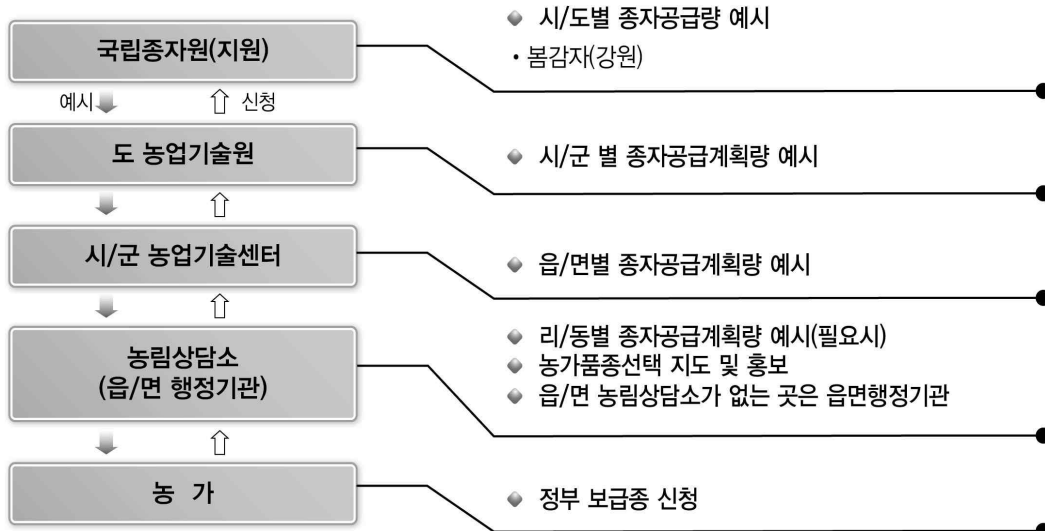 국립종자원(지원)
◆ 시/도별 종자공급량 예시
• 봄감자(강원)
예시 신청
도 농업기술원
◆ 시/군 별 종자공급계획량 예시
시/군 농업기술센터
◆ 읍/면별 종자공급계획량 예시
농림상담소
(읍/면 행정기관)
◆ 리/동별 종자공급계획량 예시(필요시)
◆ 농가품종선택 지도 및 홍보
◆ 읍/면 농림상담소가 없는 곳은 읍면행정기관
농 가
◆ 정부 보급종 신청